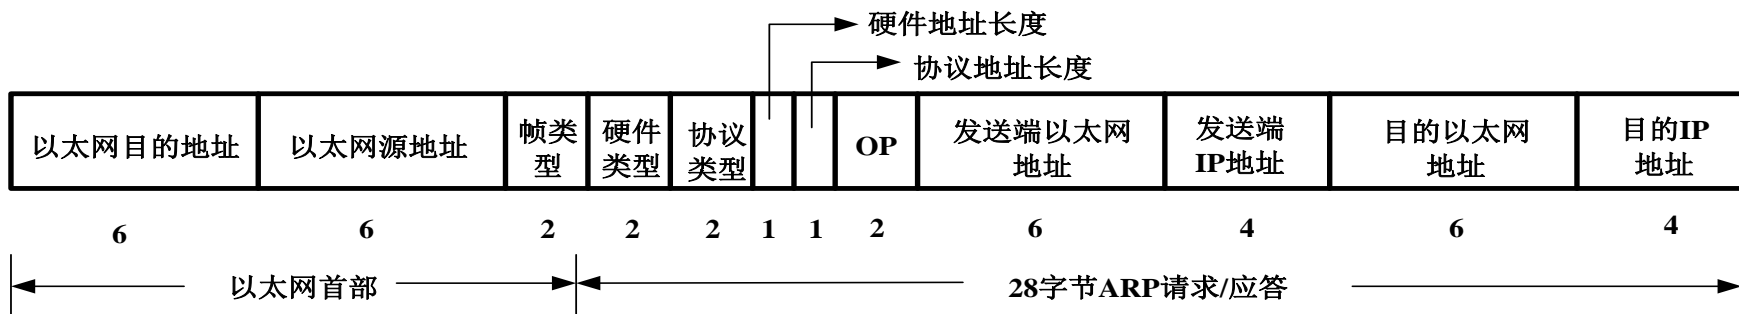 硬件地址长度
协议地址长度
以太网目的地址
以太网源地址
帧类
型
硬件
类型
协议
类型
OP
发送端以太网
地址
发送端
IP地址
目的以太网
地址
目的IP
地址
6 6 2 2 2 1 1 2 6 4 6 4
以太网首部
28字节ARP请求/应答